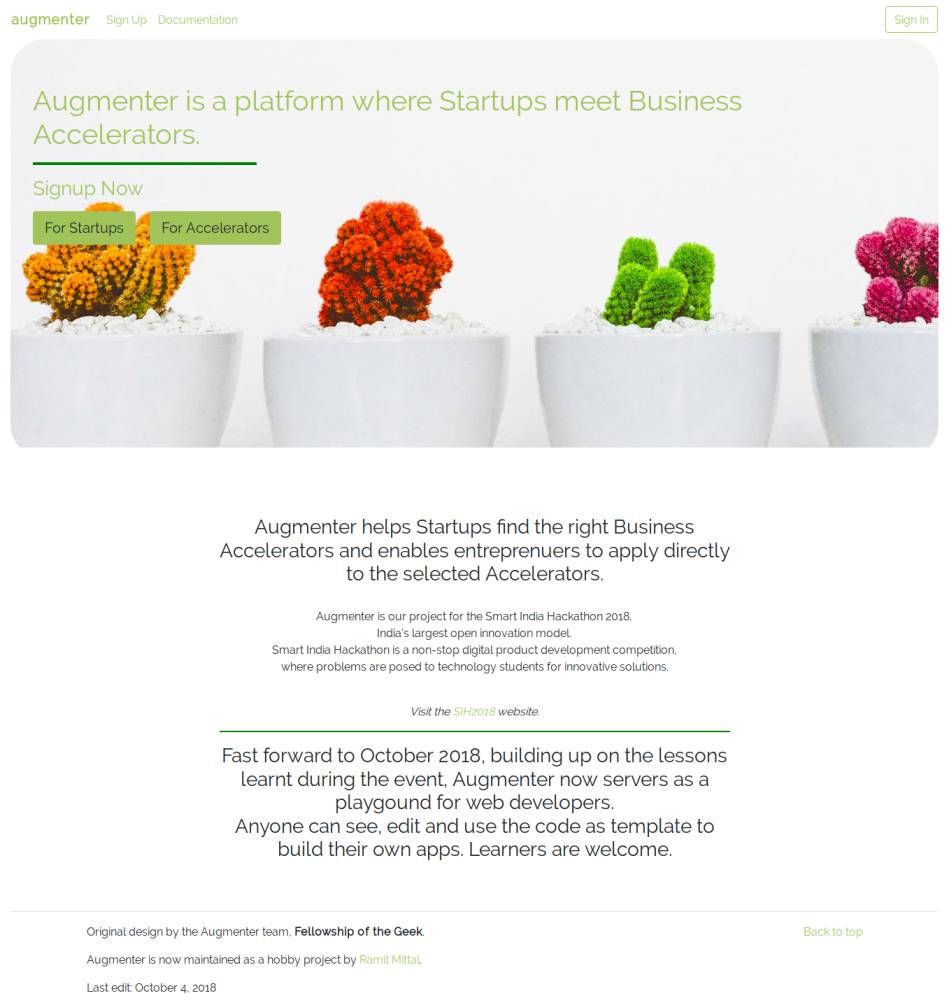 augmenter Sign Up Documentation Sign In
Augmenter is a platform where Startups meet Business
Accelerators.
Signup Now
For Startups For Accelerators
Augmenter helps Startups find the right Business
Accelerators and enables entreprenuers to apply directly
to the selected Accelerators.
Augmenter is our project for the Smart India Hackathon 2018,
India's largest open innovation model.
Smart India Hackathon is a non-stop digital product development competition,
where problems are posed to technology students for innovative solutions.
Visit the SIH2018 website.
Fast forward to October 2018, building up on the lessons
learnt during the event, Augmenter now servers as a
playgound for web developers.
Anyone can see, edit and use the code as template to
build their own apps. Learners are welcome.
Original design by the Augmenter team, Fellowship of the Geek. Back to top
Augmenter is now maintained as a hobby project by Ramit Mittal.
Last edit: October 4, 2018